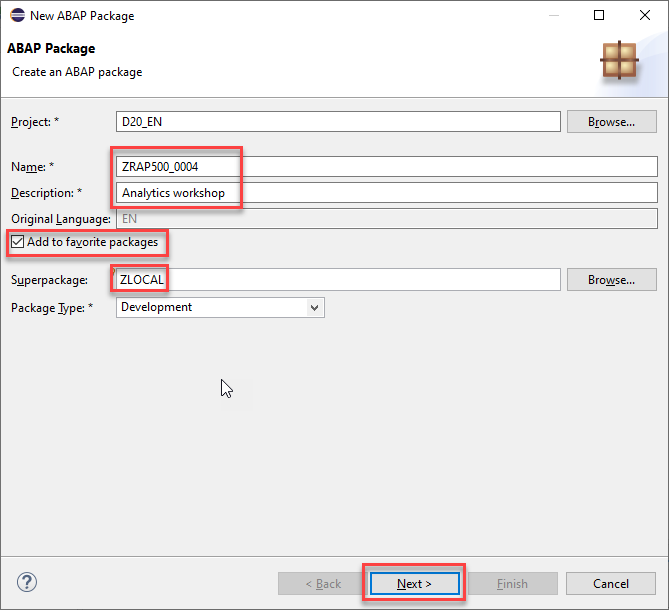 New ABAP Package
ABAP Package
Create an ABAP package
Project: * D20_EN Browse...
Name: * ZRAP500_0004
Description: * Analytics workshop
Original Language: EN
Add to favorite packages
Superpackage: ZLOCAL Browse...
Package Type: * Development
? < Back Next > Finish Cancel